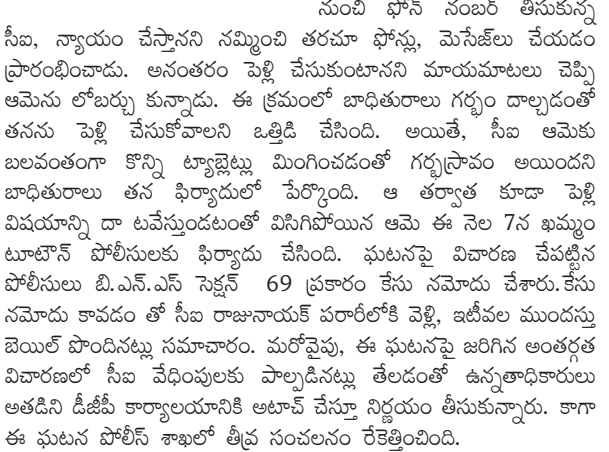 నుంచి ఫోన్ నంబర్ తీసుకున్న
సీఐ, న్యాయం చేస్తానని నమ్మించి తరచూ ఫోన్లు, మెసేజ్‌లు చేయడం
ప్రారంభించాడు. అనంతరం పెళ్లి చేసుకుంటానని మాయమాటలు చెప్పి
ఆమెను లోబర్చు కున్నాడు. ఈ క్రమంలో బాధితురాలు గర్భం దాల్చడంతో
తనను పెళ్లి చేసుకోవాలని ఒత్తిడి చేసింది. అయితే, సీఐ ఆమెకు
బలవంతంగా కొన్ని ట్యాబ్లెట్లు మింగించడంతో గర్భస్రావం అయిందని
బాధితురాలు తన ఫిర్యాదులో పేర్కొంది. ఆ తర్వాత కూడా పెళ్లి
విషయాన్ని దా టవేస్తుండటంతో విసిగిపోయిన ఆమె ఈ నెల 7న ఖమ్మం
టూటౌన్ పోలీసులకు ఫిర్యాదు చేసింది. ఘటనపై విచారణ చేపట్టిన
పోలీసులు బి.ఎన్.ఎస్ సెక్షన్ 69 ప్రకారం కేసు నమోదు చేశారు.కేసు
నమోదు కావడం తో సీఐ రాజునాయక్ పరారీలోకి వెళ్లి, ఇటీవల ముందస్తు
బెయిల్ పొందినట్లు సమాచారం. మరోవైపు, ఈ ఘటనపై జరిగిన అంతర్గత
విచారణలో సీఐ వేధింపులకు పాల్పడినట్లు తేలడంతో ఉన్నతాధికారులు
అతడిని డీజీపీ కార్యాలయానికి అటాచ్ చేస్తూ నిర్ణయం తీసుకున్నారు. కాగా
ఈ ఘటన పోలీస్ శాఖలో తీవ్ర సంచలనం రేకెత్తించింది.